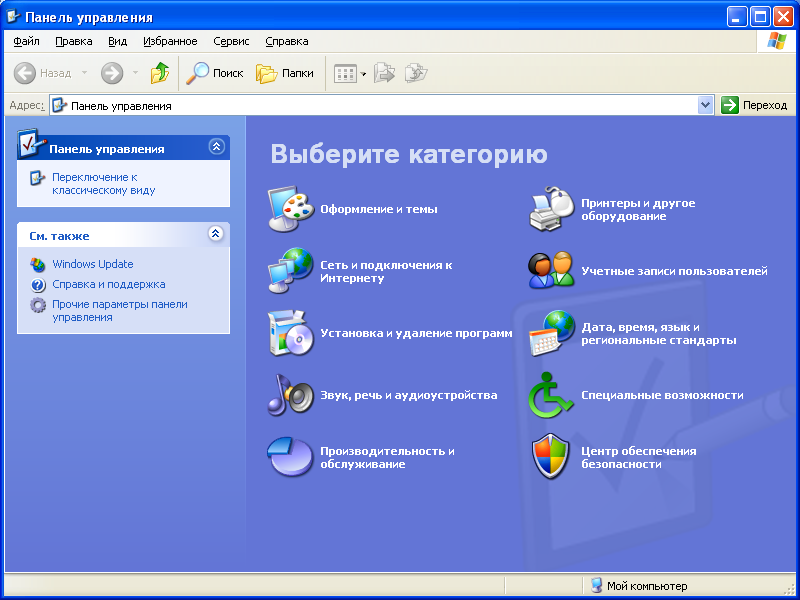 Панель управления
Файл Правка Вид Избранное Сервис Справка
Назад Поиск Папки
Адрес: Панель управления Переход
Панель управления
Переключение к
классическому виду
См. также
Windows Update
Справка и поддержка
Прочие параметры панели
управления
Выберите категорию
Оформление и темы
Принтеры и другое
оборудование
Сеть и подключения к
Интернету
Учетные записи пользователей
Установка и удаление программ
Дата, время, язык и
региональные стандарты
Звук, речь и аудиоустройства
Специальные возможности
Производительность и
обслуживание
Центр обеспечения
безопасности
Мой компьютер